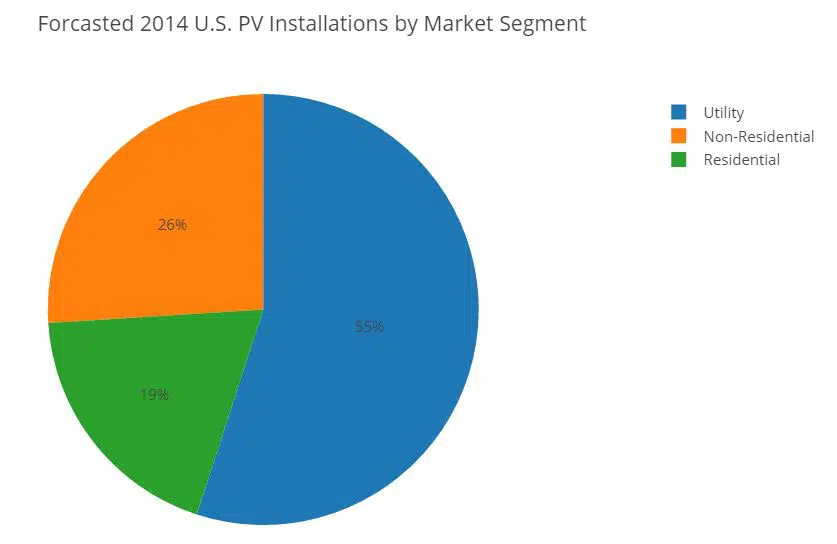 Forcasted 2014 U.S. PV Installations by Market Segment
Utility
Non-Residential
Residential
26%
55%
19%